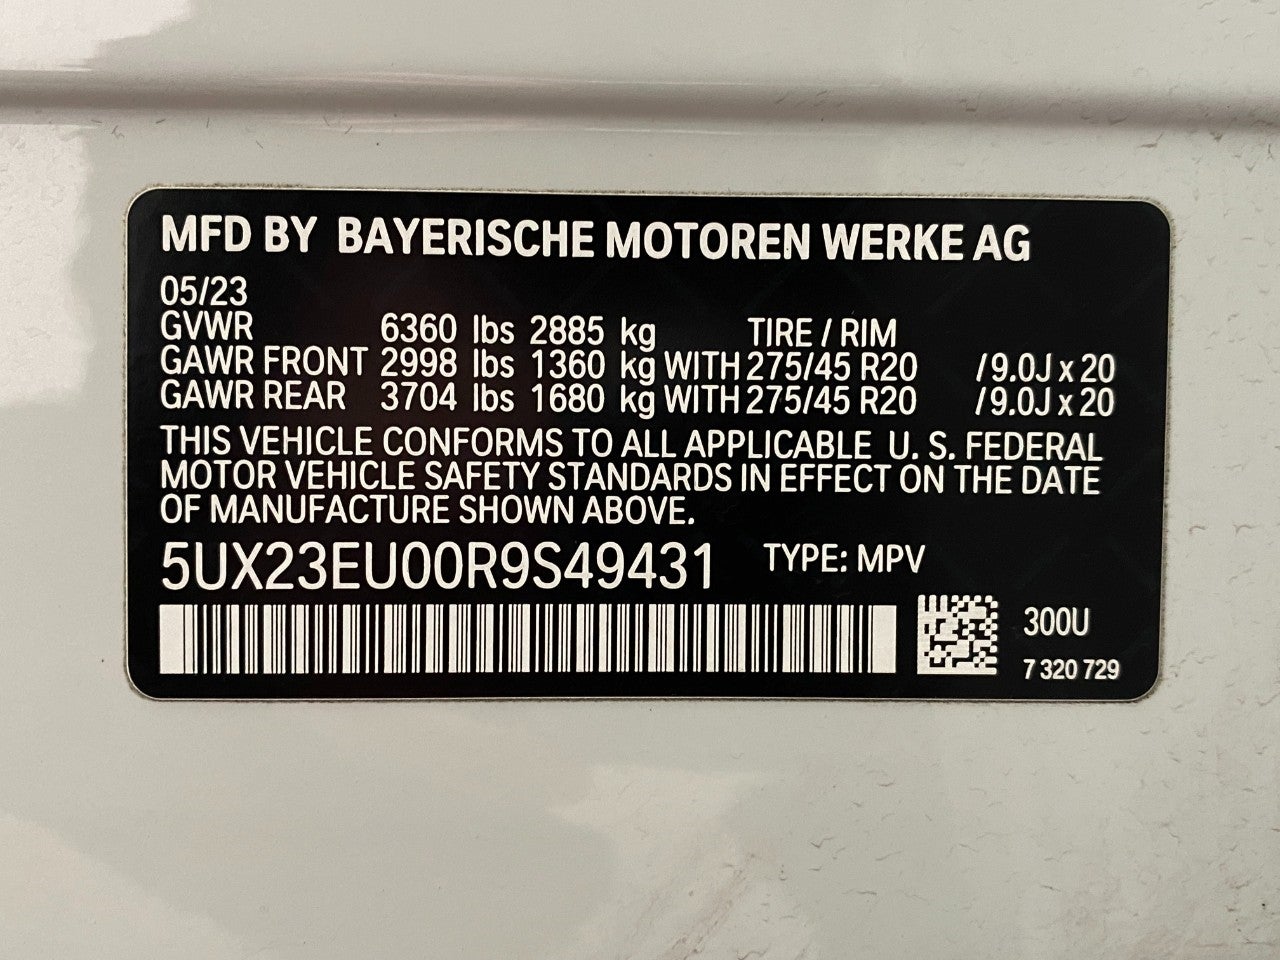 MFD BY BAYERISCHE MOTOREN WERKE AG
05/23
GVWR 6360 lbs 2885 kg TIRE / RIM
GAWR FRONT 2998 lbs 1360 kg WITH 275/45 R20 /9.0J x 20
GAWR REAR 3704 lbs 1680 kg WITH 275/45 R20 /9.0J x 20
THIS VEHICLE CONFORMS TO ALL APPLICABLE U. S. FEDERAL
MOTOR VEHICLE SAFETY STANDARDS IN EFFECT ON THE DATE
OF MANUFACTURE SHOWN ABOVE.
5UX23EU00R9S49431 TYPE: MPV
300U
7 320 729